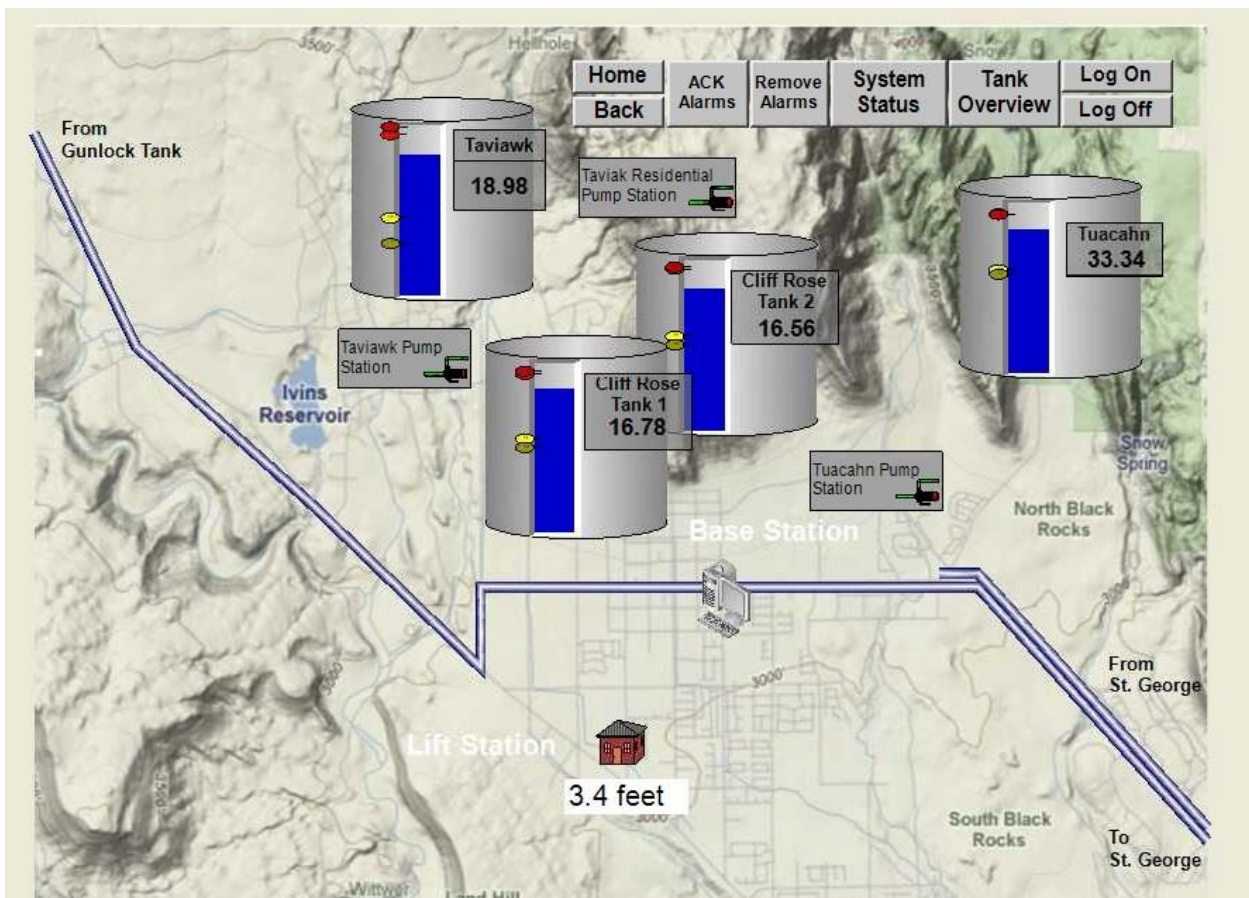 3500'
Hellhole
Snow
Home
Back
ACK
Alarms
Remove
Alarms
System
Status
Tank
Overview
Log On
Log Off
From
Gunlock Tank
Taviawk
18.98
Taviak Residential
Pump Station
Tuacahn
33.34
Cliff Rose
Tank 2
16.56
Taviawk Pump
Station
Cliff Rose
Tank 1
16.78
Ivins
Reservoir
Snow
Spring
Tuacahn Pump
Station
North Black
Rocks
Base Station
3000
From
St. George
Lift Station
3.4 feet
3000
South Black
Rocks
To
St. George
Wittwer
Land Hill